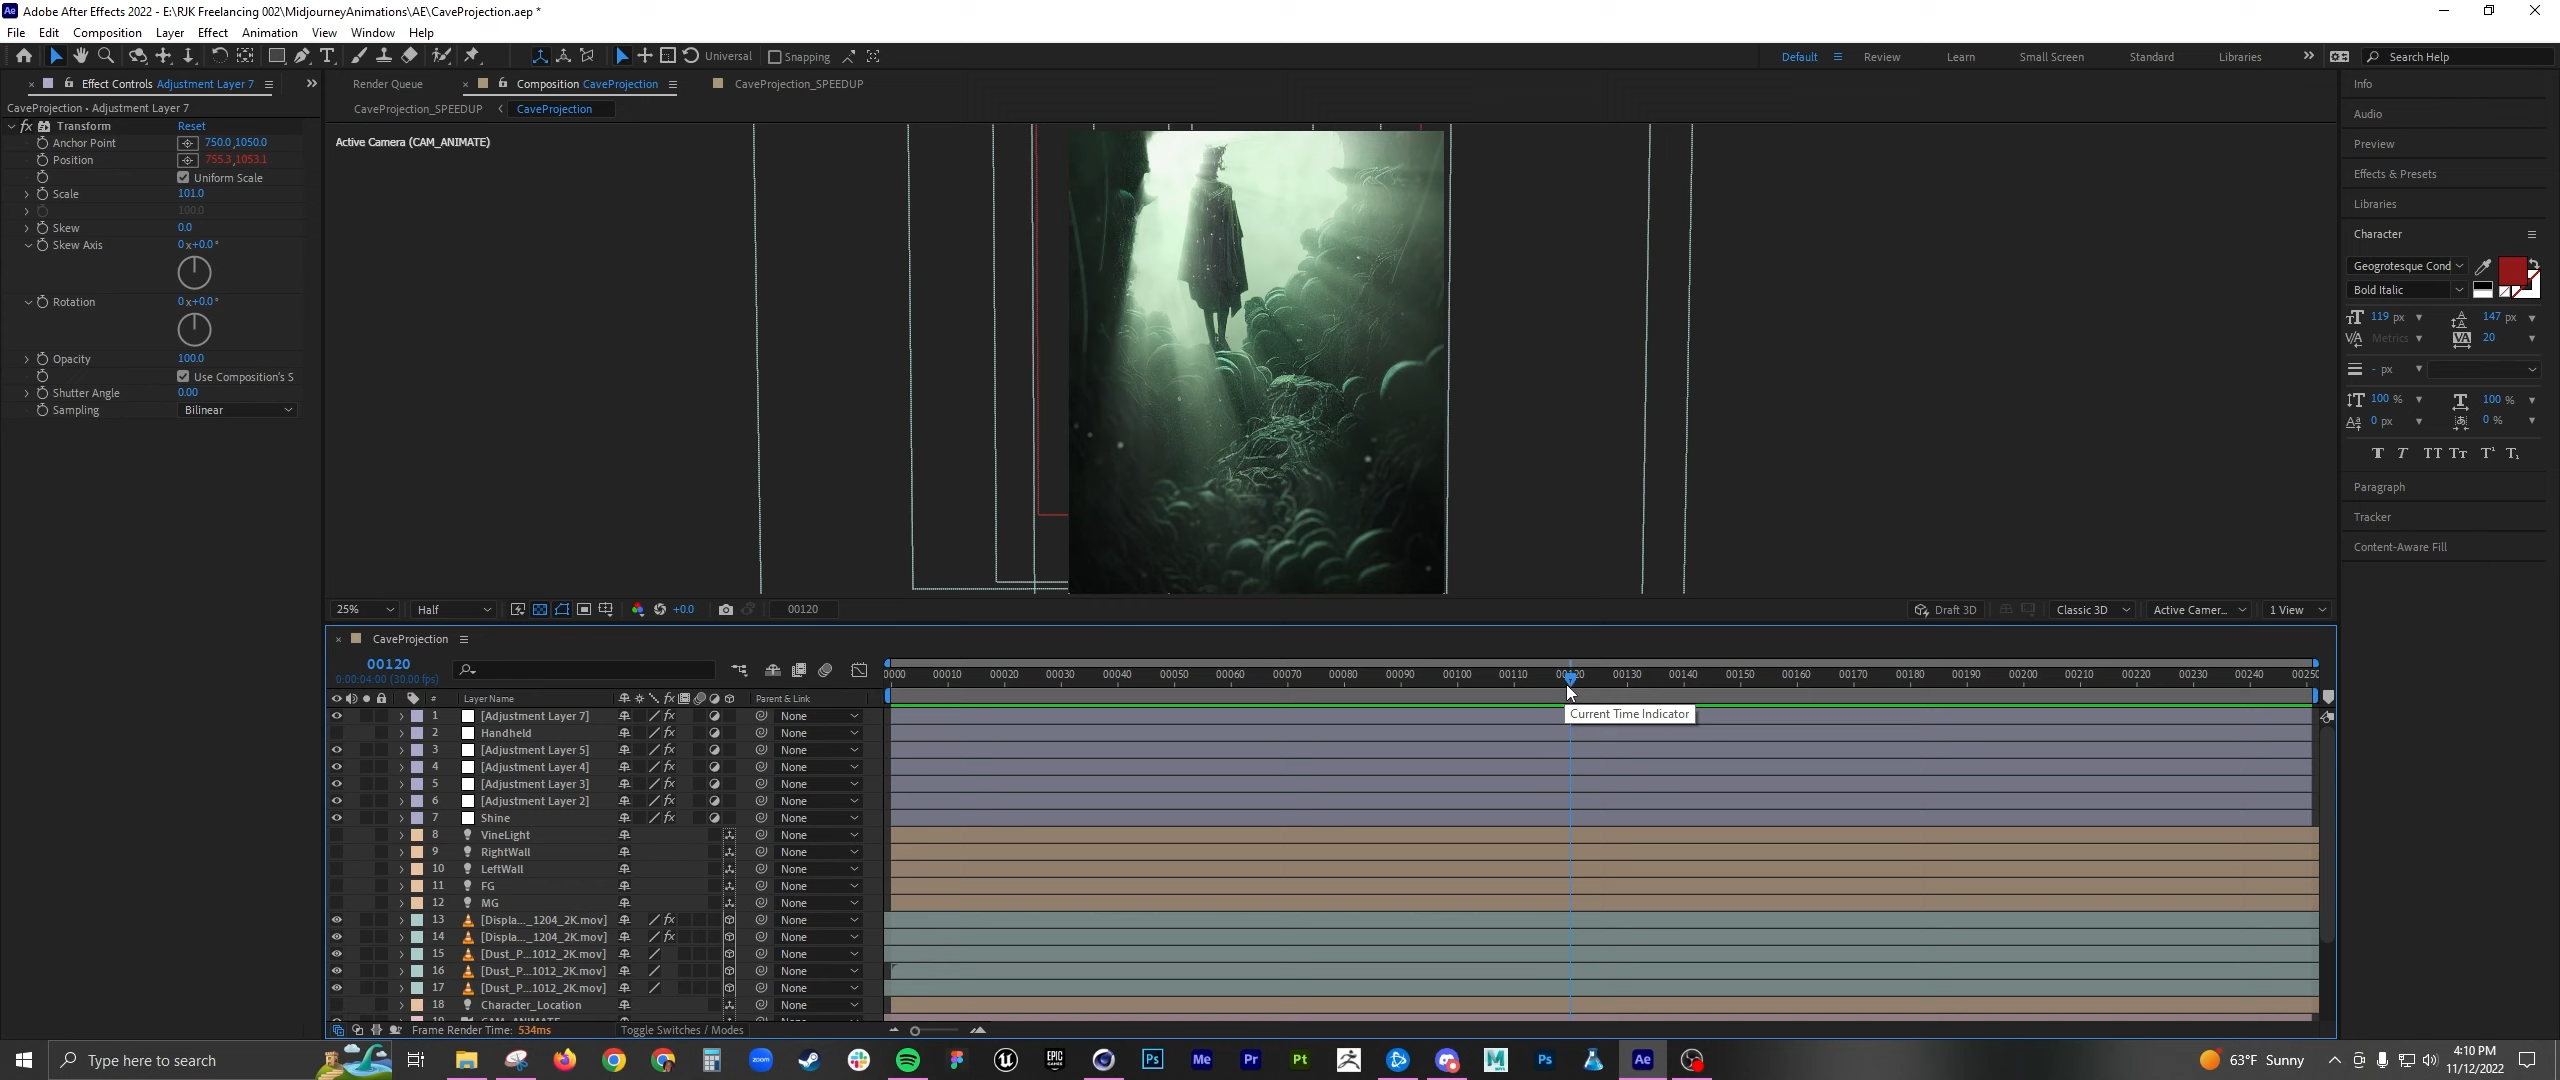 Adobe After Effects 2022 - E:\RJK Freelancing 002\MidjourneyAnimations\AE\CaveProjection.aep *
File Edit Composition Layer Effect Animation View Window Help
Universal Snapping Default Review Learn Small Screen Standard Libraries Search Help
Effect Controls Adjustment Layer 7
Render Queue Composition CaveProjection CaveProjection_SPEEDUP
CaveProjection • Adjustment Layer 7
CaveProjection_SPEEDUP CaveProjection
Active Camera (CAM_ANIMATE)
fx Transform Reset
Anchor Point 750.0,1050.0
Position 755.3,1053.1
Uniform Scale
Scale 101.0
100.0
Skew 0.0
Skew Axis 0x+0.0°
Rotation 0x+0.0°
Opacity 100.0
Use Composition's S
Shutter Angle 0.00
Sampling Bilinear
Info
Audio
Preview
Effects & Presets
Libraries
Character
Geogrotesque Cond
Bold Italic
119 px 147 px
Metrics 20
- px
100 % 100 %
0 px 0 %
Paragraph
Tracker
Content-Aware Fill
25% Half +0.0 00120 Draft 3D Classic 3D Active Camer... 1 View
CaveProjection
00120
0:00:04:00 (30.00 fps)
0000 00010 00020 00030 00040 00050 00060 00070 00080 00090 00100 00110 00120 00130 00140 00150 00160 00170 00180 00190 00200 00210 00220 00230 00240 00250
# Layer Name Parent & Link
Current Time Indicator
1 [Adjustment Layer 7] None
2 Handheld None
3 [Adjustment Layer 5] None
4 [Adjustment Layer 4] None
5 [Adjustment Layer 3] None
6 [Adjustment Layer 2] None
7 Shine None
8 VineLight None
9 RightWall None
10 LeftWall None
11 FG None
12 MG None
13 [Displa..._1204_2K.mov] None
14 [Displa..._1204_2K.mov] None
15 [Dust_P...1012_2K.mov] None
16 [Dust_P...1012_2K.mov] None
17 [Dust_P...1012_2K.mov] None
18 Character_Location None
Frame Render Time: 534ms Toggle Switches / Modes
Type here to search
63°F Sunny
4:10 PM
11/12/2022